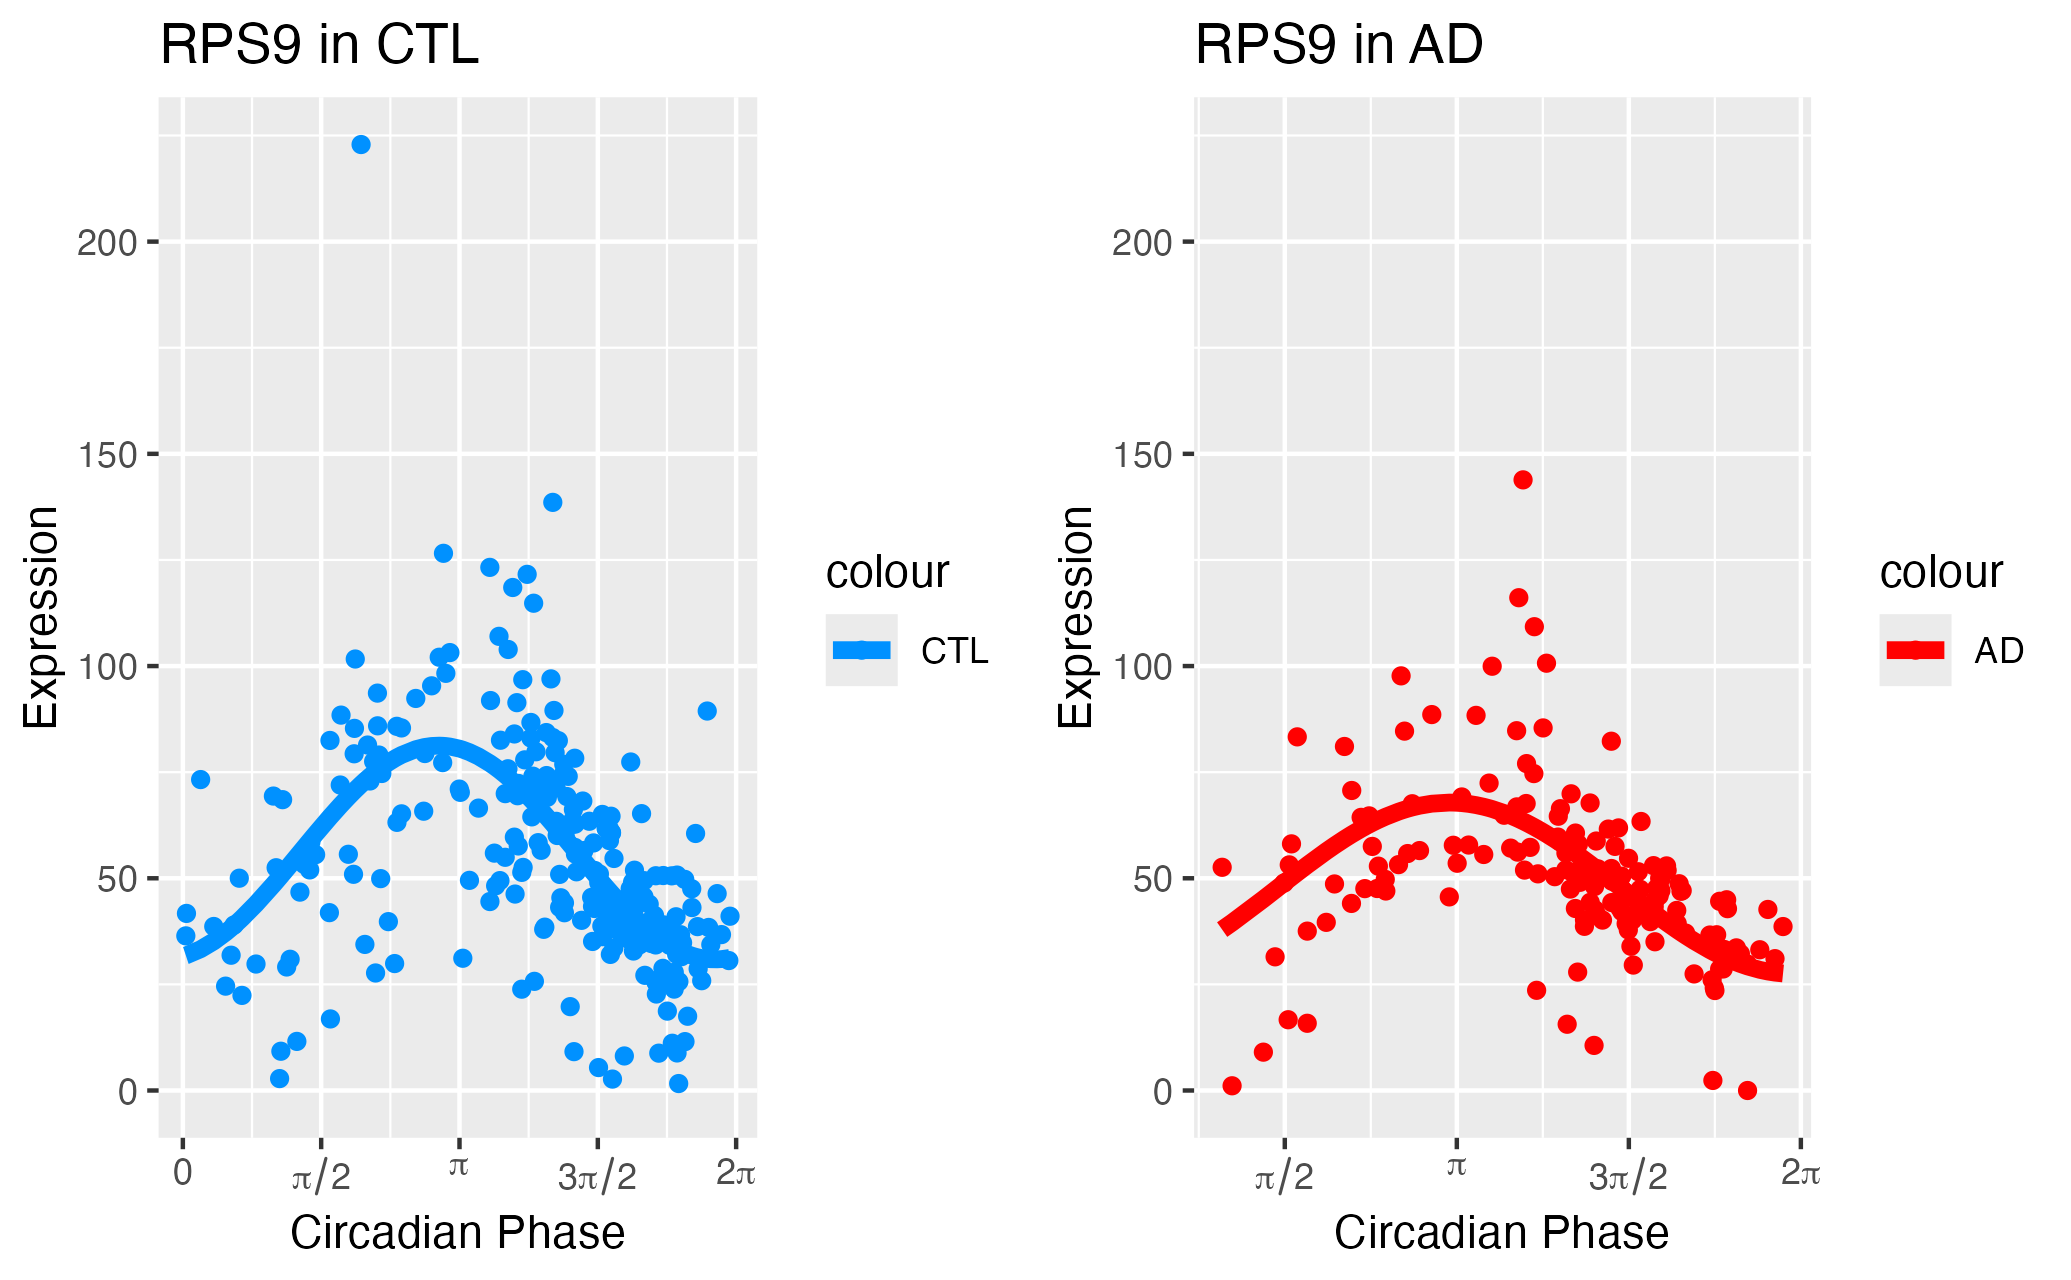 RPS9 in CTL
200
150
100
50
0
Expression
0
π/2
π
3π/2
2π
Circadian Phase
colour
CTL
RPS9 in AD
200
150
100
50
0
Expression
π/2
π
3π/2
2π
Circadian Phase
colour
AD